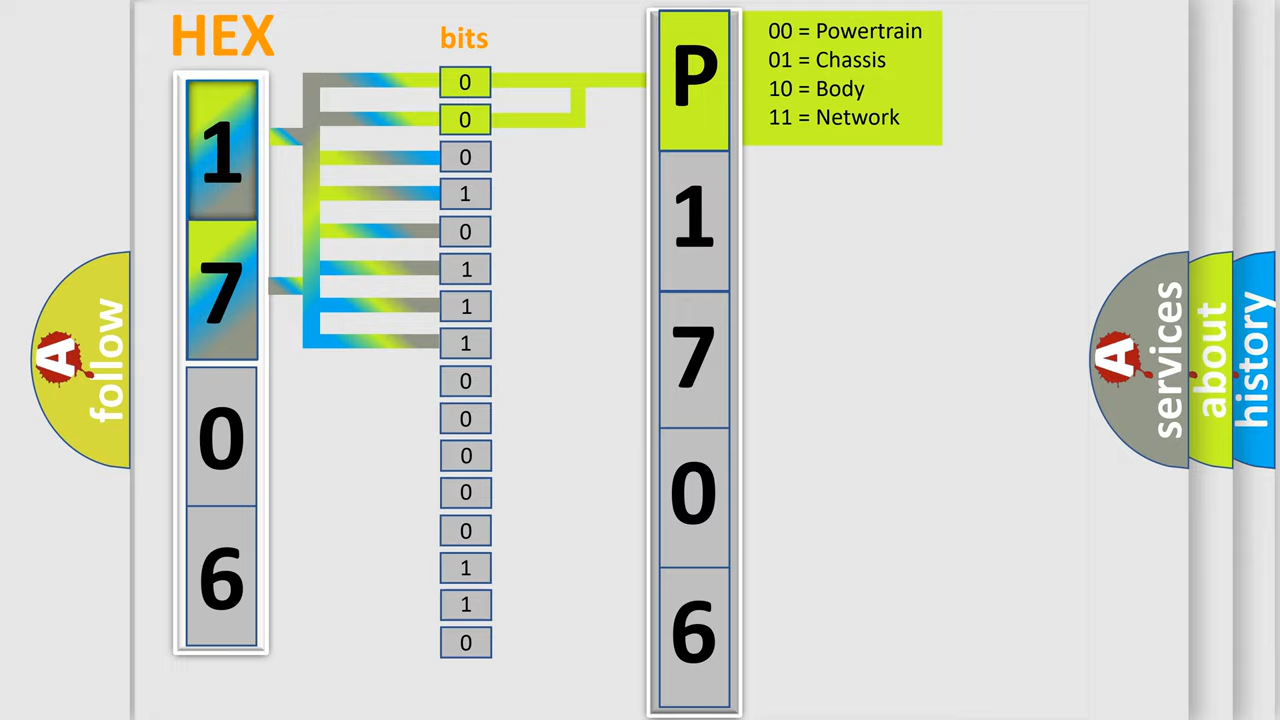 HEX
bits
1
7
0
6
0
0
0
1
0
1
1
1
0
0
0
0
0
1
1
0
P
1
7
0
6
00 = Powertrain
01 = Chassis
10 = Body
11 = Network
A
follow
A
services
about
history